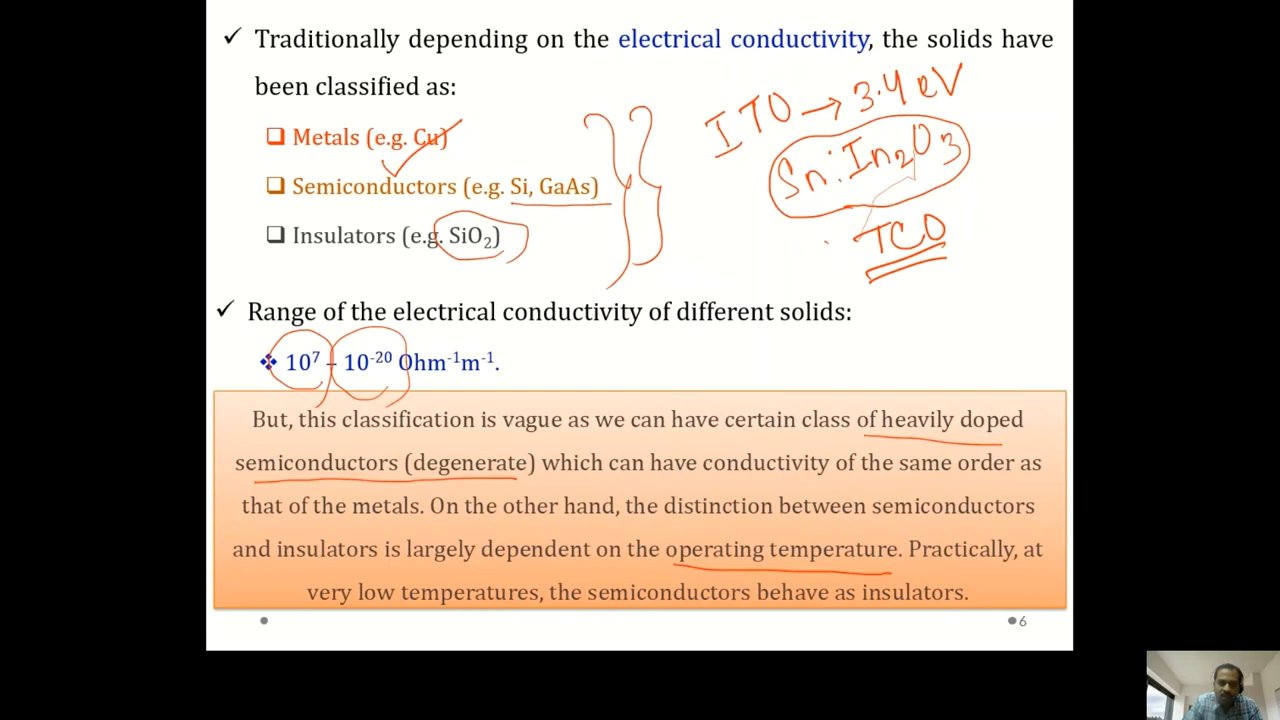 ✓ Traditionally depending on the electrical conductivity, the solids have
been classified as:
❑ Metals (e.g. Cu)
❑ Semiconductors (e.g. Si, GaAs)
❑ Insulators (e.g. SiO₂)
ITO → 3.4 eV
Sn:In₂O₃
TCO
✓ Range of the electrical conductivity of different solids:
❖ 10⁷ – 10⁻²⁰ Ohm⁻¹m⁻¹.
But, this classification is vague as we can have certain class of heavily doped
semiconductors (degenerate) which can have conductivity of the same order as
that of the metals. On the other hand, the distinction between semiconductors
and insulators is largely dependent on the operating temperature. Practically, at
very low temperatures, the semiconductors behave as insulators.
6